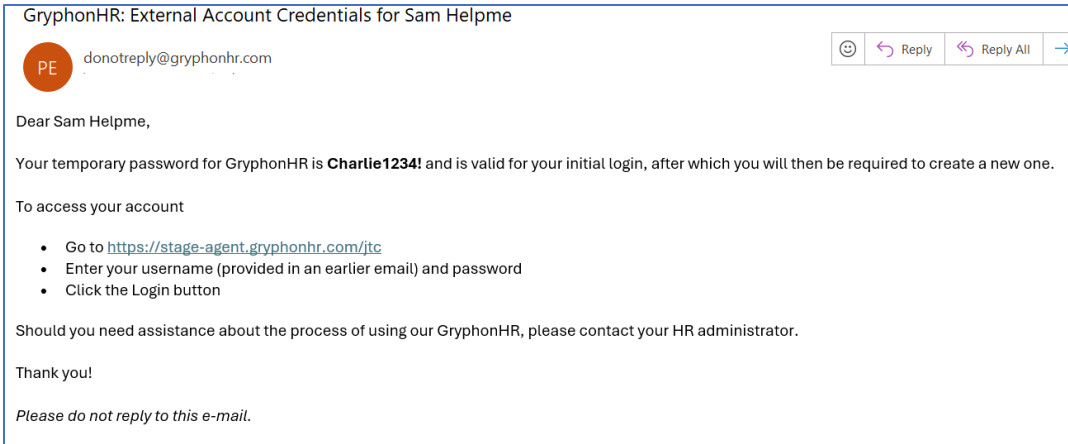 GryphonHR: External Account Credentials for Sam Helpme
PE
donotreply@gryphonhr.com
Reply
Reply All
Dear Sam Helpme,
Your temporary password for GryphonHR is Charlie1234! and is valid for your initial login, after which you will then be required to create a new one.
To access your account
• Go to https://stage-agent.gryphonhr.com/jtc
• Enter your username (provided in an earlier email) and password
• Click the Login button
Should you need assistance about the process of using our GryphonHR, please contact your HR administrator.
Thank you!
Please do not reply to this e-mail.